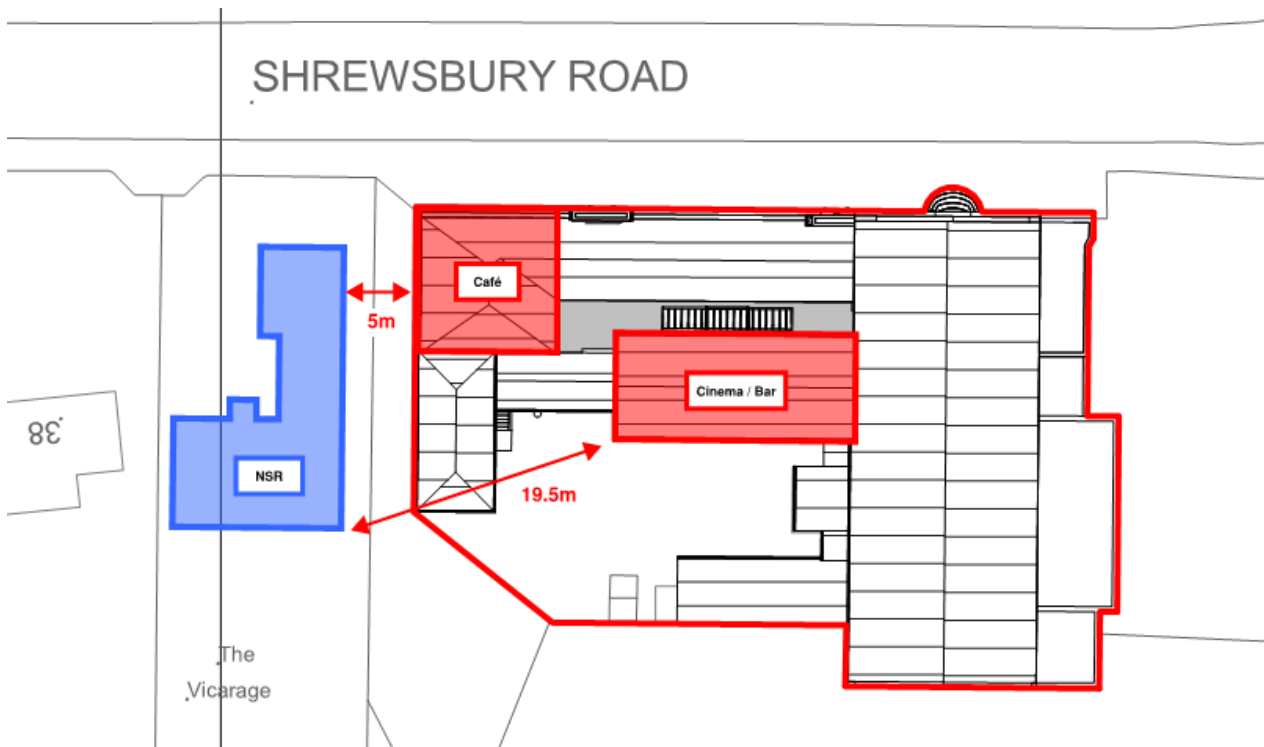 SHREWSBURY ROAD
Café
5m
Cinema / Bar
38
NSR
19.5m
The
Vicarage